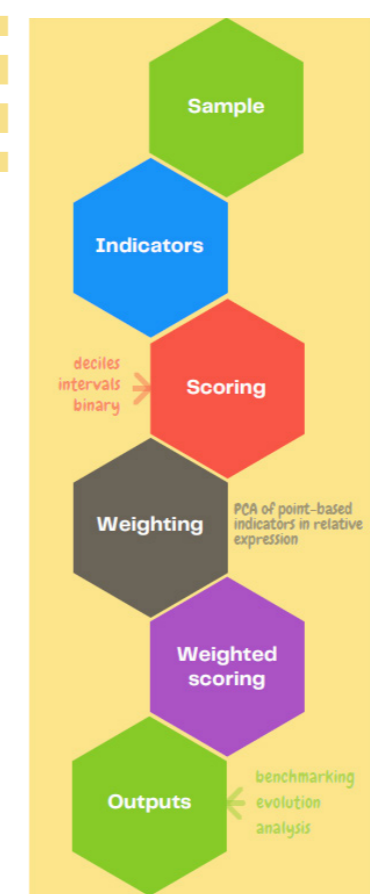 Sample
Indicators
deciles
intervals
binary
Scoring
Weighting
PCA of point-based
indicators in relative
expression
Weighted
scoring
Outputs
benchmarking
evolution
analysis